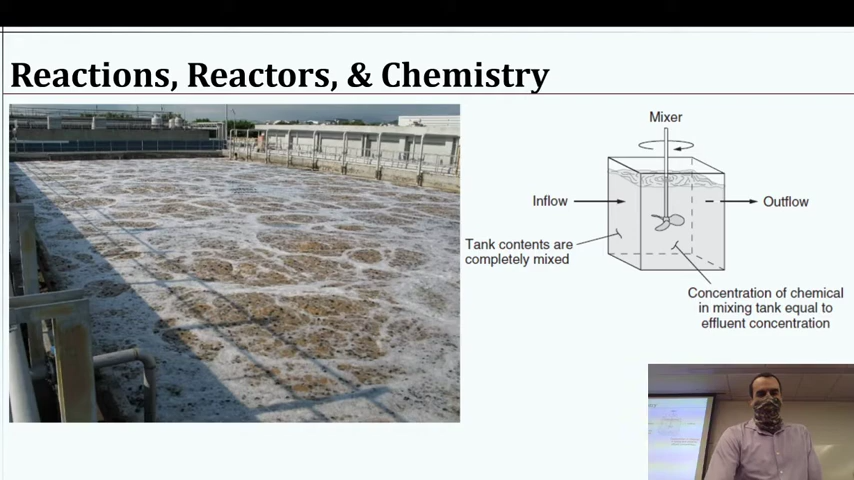 Reactions, Reactors, & Chemistry
Mixer
Inflow
Outflow
Tank contents are
completely mixed
Concentration of chemical
in mixing tank equal to
effluent concentration